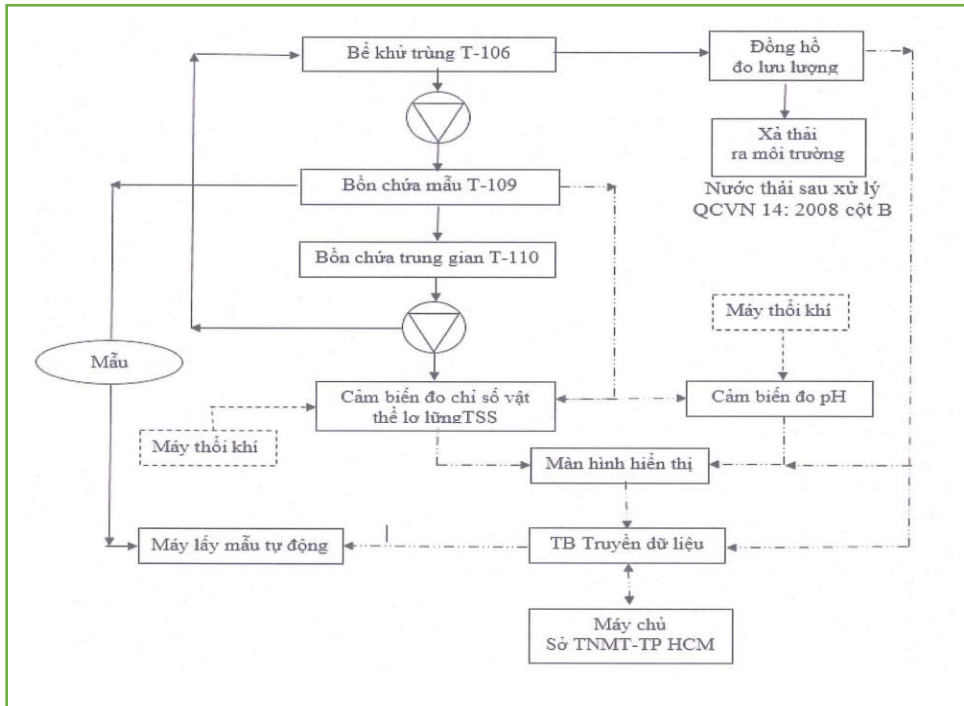 Bể khử trùng T-106
Đồng hồ
đo lưu lượng
Xả thải
ra môi trường
Nước thải sau xử lý
QCVN 14: 2008 cột B
Bồn chứa mẫu T-109
Bồn chứa trung gian T-110
Máy thổi khí
Mẫu
Cảm biến đo chỉ số vật
thể lơ lửngTSS
Cảm biến đo pH
Máy thổi khí
Màn hình hiển thị
Máy lấy mẫu tự động
TB Truyền dữ liệu
Máy chủ
Sở TNMT-TP HCM